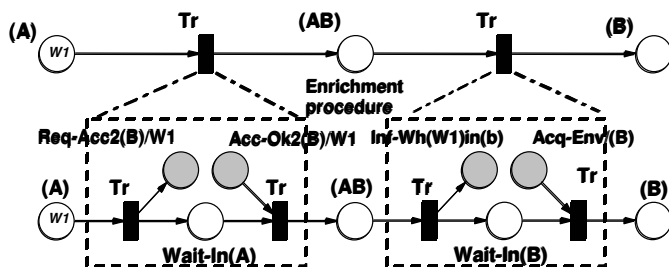 (A) Tr (AB) Tr (B)
W1
Enrichment
procedure
Req-Acc2(B)/W1 Acc-Ok2(B)/W1 Inf-Wh(W1)in(b) Acq-Env/(B)
(A) Tr Tr (AB) Tr Tr (B)
W1
Wait-In(A) Wait-In(B)